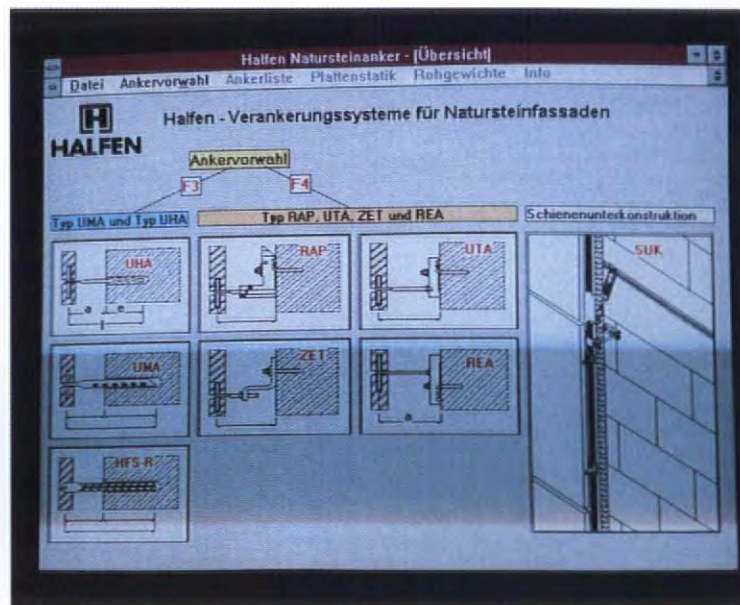 Halfen Natursteinanker - [Übersicht]
Datei Ankervorwahl Ankerliste Plattenstatik Rohgewichte Info
HALFEN
Halfen - Verankerungssysteme für Natursteinfassaden
Ankervorwahl
F3 F4
Typ UMA und Typ UHA
Typ RAP, UTA, ZET und REA
Schienenunterkonstruktion
UHA RAP UTA SUK
e e
l
UMA ZET REA
e
HFS-R